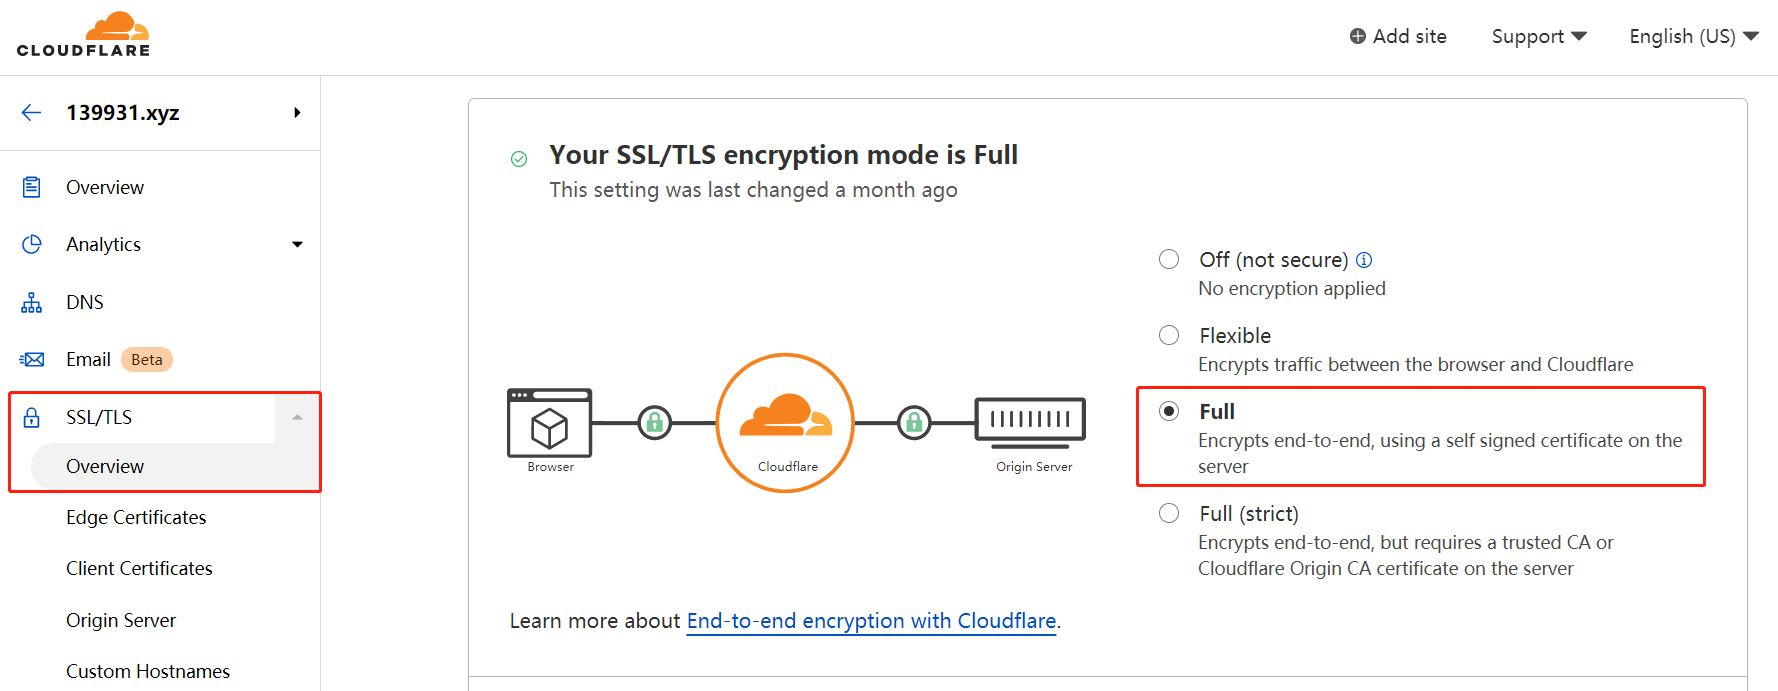 CLOUDFLARE
Add site
Support
English (US)
139931.xyz
Overview
Analytics
DNS
Email Beta
SSL/TLS
Overview
Edge Certificates
Client Certificates
Origin Server
Custom Hostnames
Your SSL/TLS encryption mode is Full
This setting was last changed a month ago
Browser
Cloudflare
Origin Server
Off (not secure)
No encryption applied
Flexible
Encrypts traffic between the browser and Cloudflare
Full
Encrypts end-to-end, using a self signed certificate on the
server
Full (strict)
Encrypts end-to-end, but requires a trusted CA or
Cloudflare Origin CA certificate on the server
Learn more about End-to-end encryption with Cloudflare.